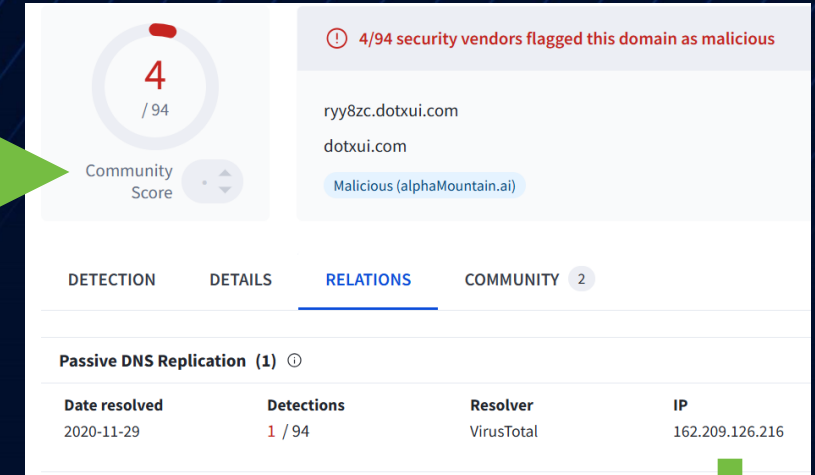 4
/ 94
Community
Score
4/94 security vendors flagged this domain as malicious
ryy8zc.dotxui.com
dotxui.com
Malicious (alphaMountain.ai)
DETECTION DETAILS RELATIONS COMMUNITY 2
Passive DNS Replication (1)
Date resolved Detections Resolver IP
2020-11-29 1 / 94 VirusTotal 162.209.126.216